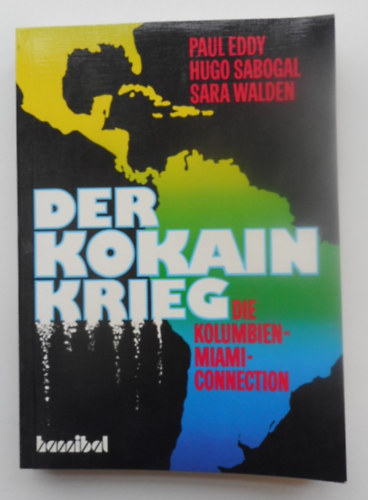 PAUL EDDY
HUGO SABOGAL
SARA WALDEN
DER
KOKAIN
KRIEG
DIE
KOLUMBIEN-
MIAMI-
CONNECTION
hannibal